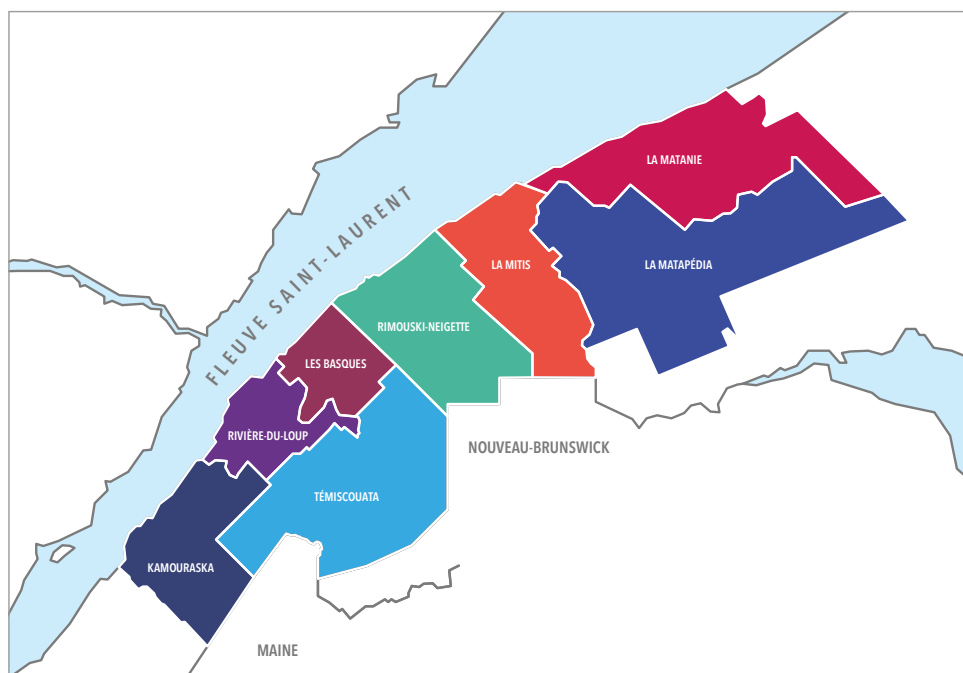 LA MATANIE
FLEUVE SAINT-LAURENT
LA MITIS
LA MATAPÉDIA
RIMOUSKI-NEIGETTE
LES BASQUES
RIVIÈRE-DU-LOUP
NOUVEAU-BRUNSWICK
TÉMISCOUATA
KAMOURASKA
MAINE